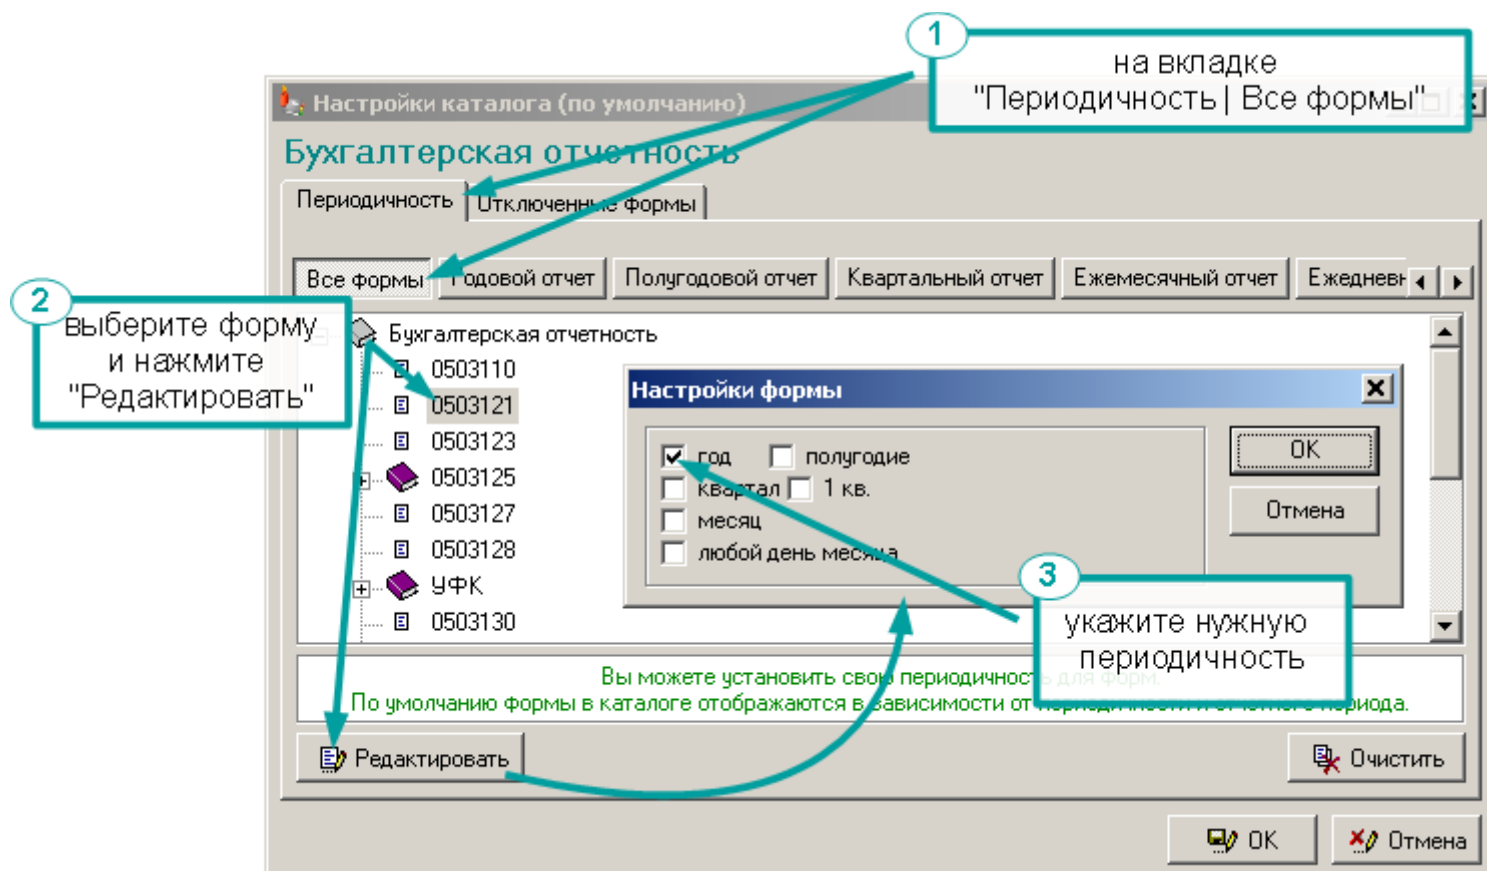 1
на вкладке
"Периодичность | Все формы"
Настройки каталога (по умолчанию)
Бухгалтерская отчетность
Периодичность
Отключенные формы
Все формы
Годовой отчет
Полугодовой отчет
Квартальный отчет
Ежемесячный отчет
Ежеднев
2
выберите форму
и нажмите
"Редактировать"
Бухгалтерская отчетность
0503110
0503121
0503123
0503125
0503127
0503128
УФК
0503130
Настройки формы
год
полугодие
квартал
1 кв.
месяц
любой день месяца
OK
Отмена
3
укажите нужную
периодичность
Вы можете установить свою периодичность для форм.
По умолчанию формы в каталоге отображаются в зависимости от периодичности и отчетного периода.
Редактировать
Очистить
OK
Отмена